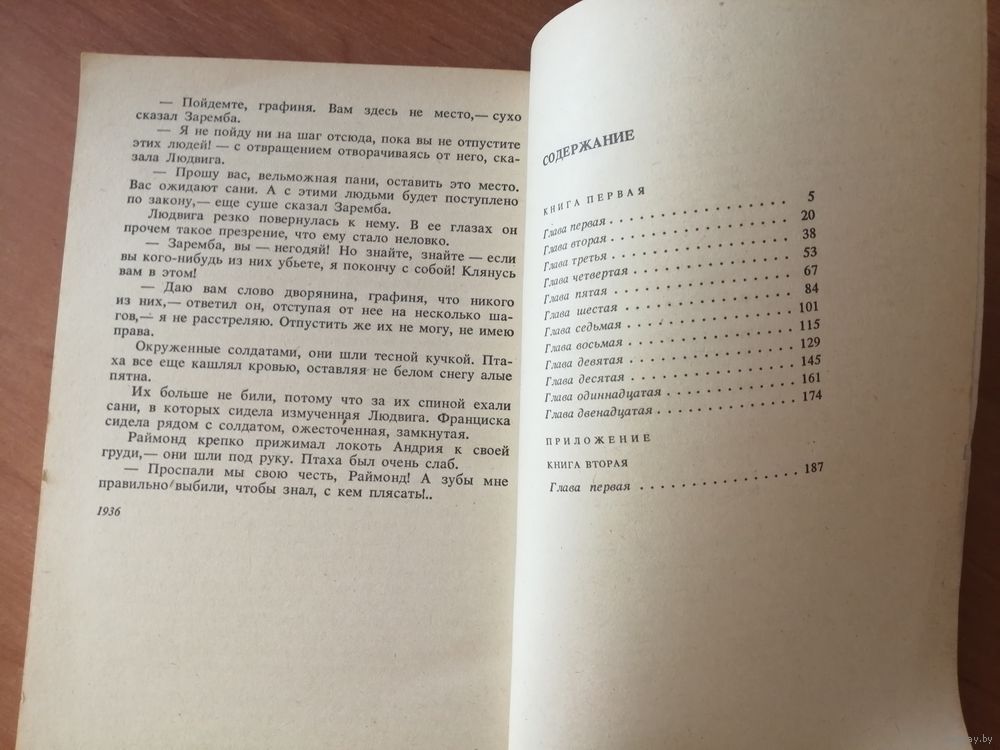 — Пойдемте, графиня. Вам здесь не место,— сухо
сказал Заремба.
— Я не пойду ни на шаг отсюда, пока вы не отпустите
этих людей! — с отвращением отворачиваясь от него, ска-
зала Людвига.
— Прошу вас, вельможная пани, оставить это место.
Вас ожидают сани. А с этими людьми будет поступлено
по закону,— еще суше сказал Заремба.
Людвига резко повернулась к нему. В ее глазах он
прочем такое презрение, что ему стало неловко.
— Заремба, вы — негодяй! Но знайте, знайте — если
вы кого-нибудь из них убьете, я покончу с собой! Клянусь
вам в этом!
— Даю вам слово дворянина, графиня, что никого
из них,— ответил он, отступая от нее на несколько ша-
гов,— я не расстреляю. Отпустить же их не могу, не имею
права.
Окруженные солдатами, они шли тесной кучкой. Пта-
ха все еще кашлял кровью, оставляя не белом снегу алые
пятна.
Их больше не били, потому что за их спиной ехали
сани, в которых сидела измученная Людвига. Франциска
сидела рядом с солдатом, ожесточенная, замкнутая.
Раймонд крепко прижимал локоть Андрия к своей
груди,— они шли под руку. Птаха был очень слаб.
— Проспали мы свою честь, Раймонд! А зубы мне
правильно выбили, чтобы знал, с кем плясать!..
1936
СОДЕРЖАНИЕ
КНИГА ПЕРВАЯ
Глава первая . . . . . . . . . . . . . . . . 5
Глава вторая . . . . . . . . . . . . . . . . 20
Глава третья . . . . . . . . . . . . . . . . 38
Глава четвертая . . . . . . . . . . . . . . 53
Глава пятая . . . . . . . . . . . . . . . . 67
Глава шестая . . . . . . . . . . . . . . . . 84
Глава седьмая . . . . . . . . . . . . . . . 101
Глава восьмая . . . . . . . . . . . . . . . 115
Глава девятая . . . . . . . . . . . . . . . 129
Глава десятая . . . . . . . . . . . . . . . 145
Глава одиннадцатая . . . . . . . . . . . . 161
Глава двенадцатая . . . . . . . . . . . . . 174
ПРИЛОЖЕНИЕ
КНИГА ВТОРАЯ
Глава первая . . . . . . . . . . . . . . . 187